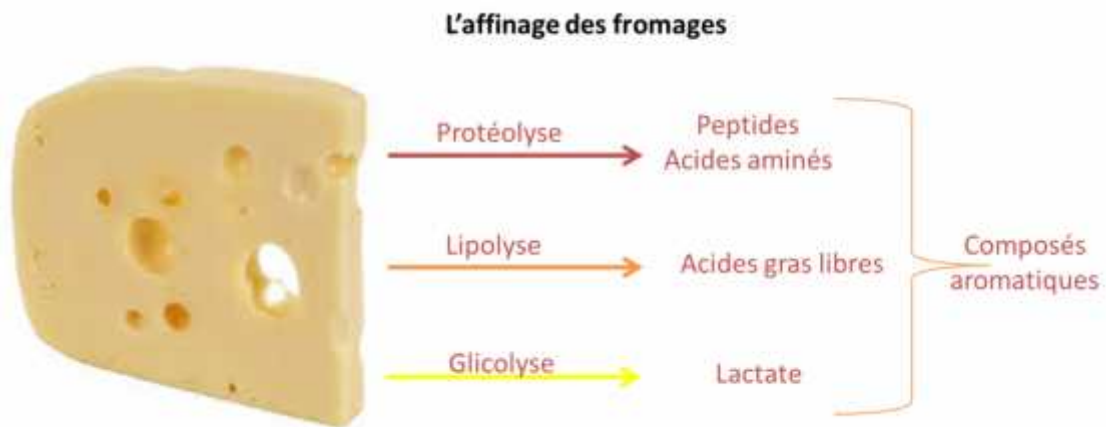 L'affinage des fromages
Protéolyse
Peptides
Acides aminés
Lipolyse
Acides gras libres
Composés
aromatiques
Glicolyse
Lactate